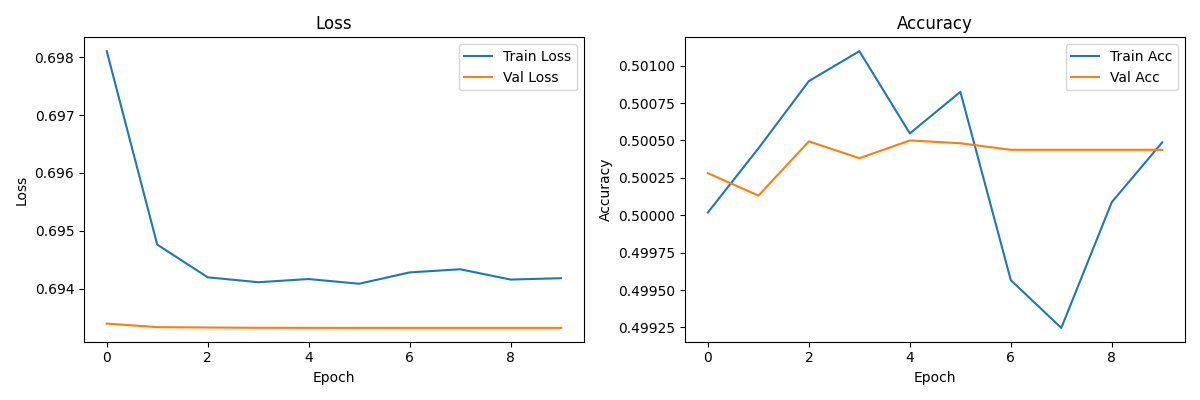 Loss
Train Loss
Val Loss
0.698
0.697
0.696
0.695
0.694
Loss
0 2 4 6 8
Epoch
Accuracy
Train Acc
Val Acc
0.50100
0.50075
0.50050
0.50025
0.50000
0.49975
0.49950
0.49925
Accuracy
0 2 4 6 8
Epoch